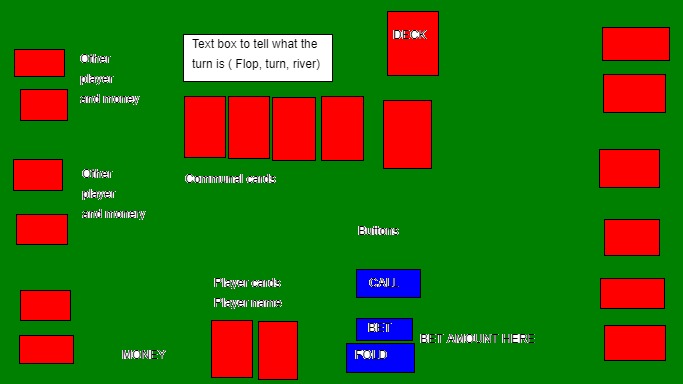 Text box to tell what the
turn is ( Flop, turn, river)
DECK
Other
player
and money
Communal cards
Other
player
and monery
Buttons
Player cards
Player name
CALL
BET
BET AMOUNT HERE
MONEY
FOLD